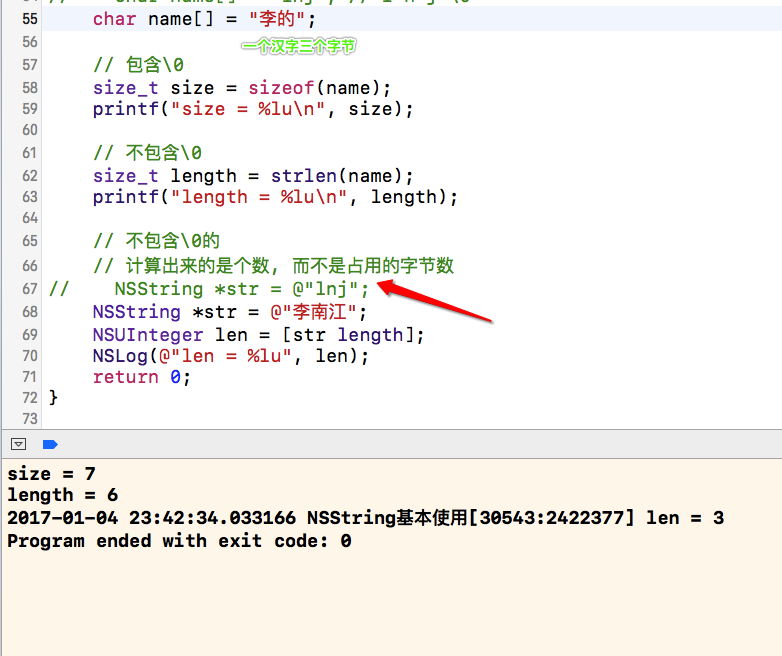 55 char name[] = "李的";
56 一个汉字三个字节
57 // 包含\0
58 size_t size = sizeof(name);
59 printf("size = %lu\n", size);
60
61 // 不包含\0
62 size_t length = strlen(name);
63 printf("length = %lu\n", length);
64
65 // 不包含\0的
66 // 计算出来的是个数, 而不是占用的字节数
67 // NSString *str = @"lnj";
68 NSString *str = @"李南江";
69 NSUInteger len = [str length];
70 NSLog(@"len = %lu", len);
71 return 0;
72 }
73
size = 7
length = 6
2017-01-04 23:42:34.033166 NSString基本使用[30543:2422377] len = 3
Program ended with exit code: 0